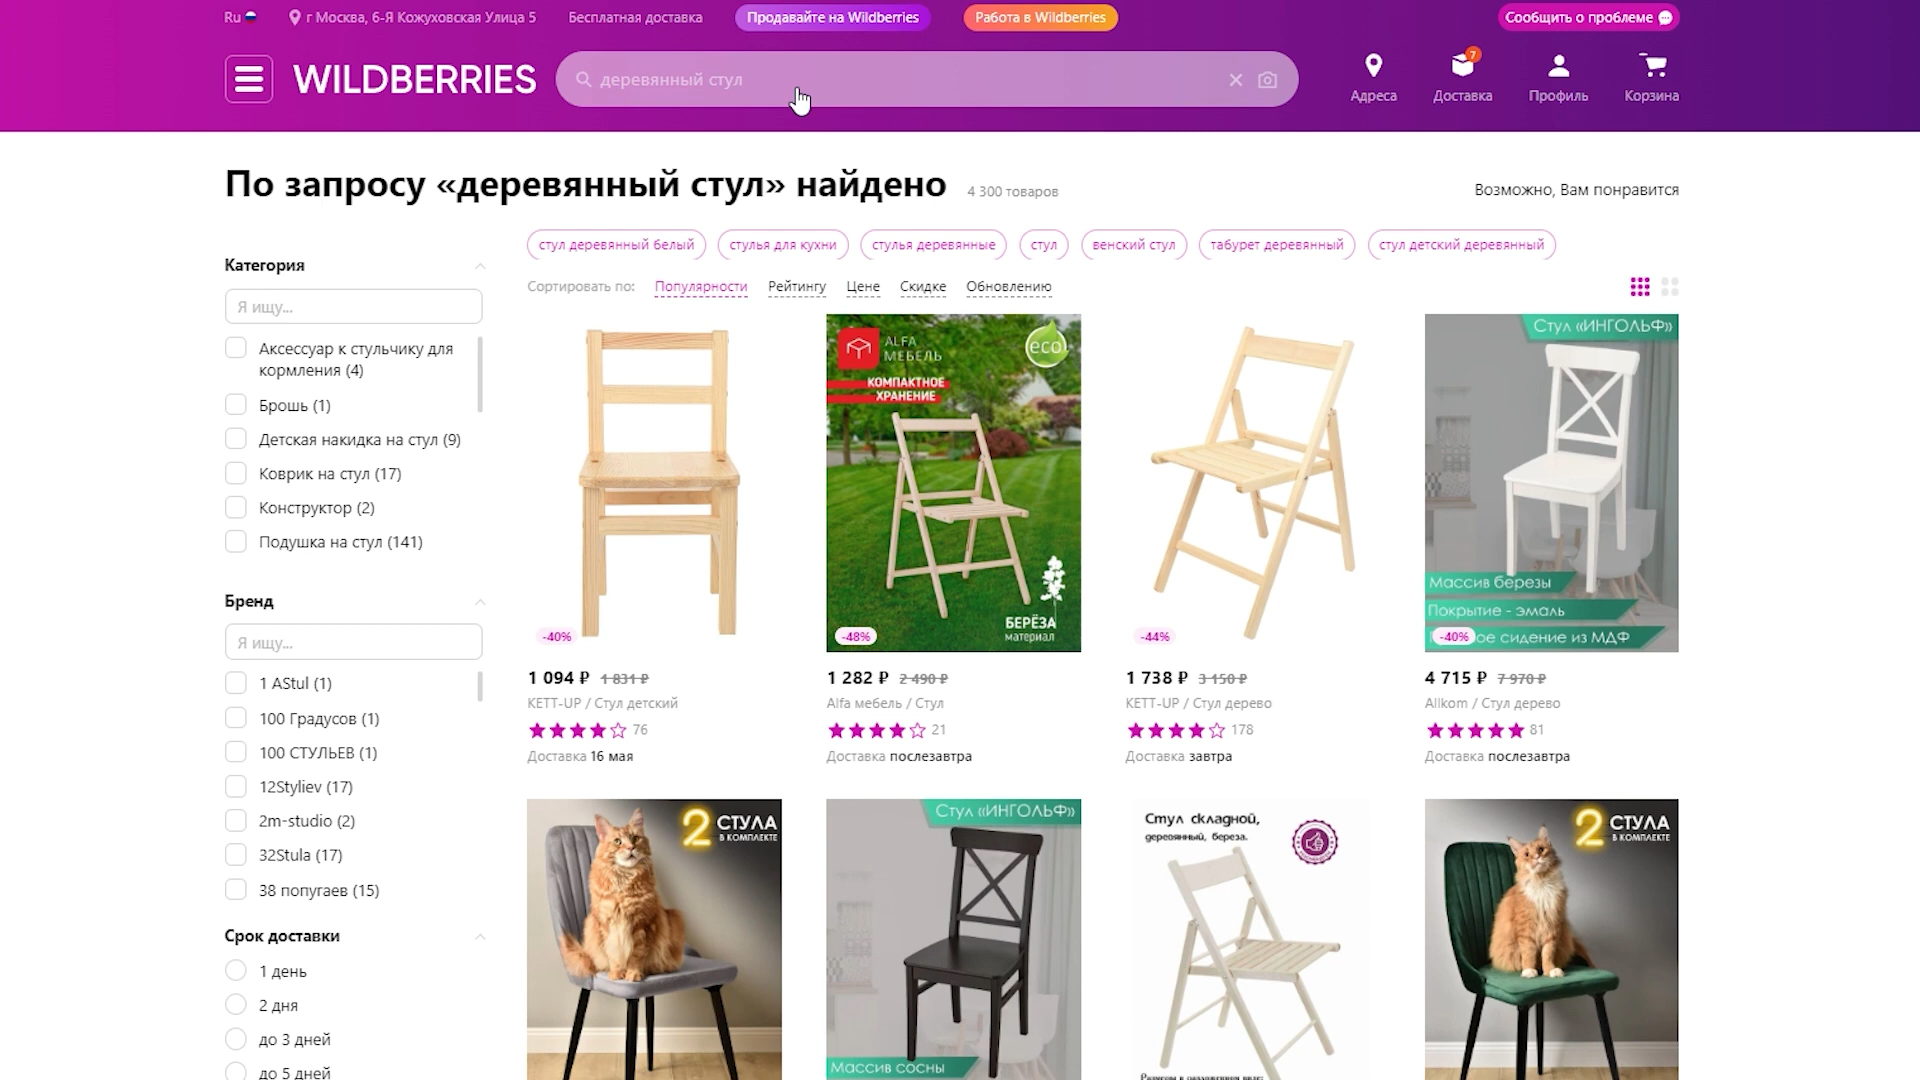 Ru
г Москва, 6-Я Кожуховская Улица 5
Бесплатная доставка
Продавайте на Wildberries
Работа в Wildberries
Сообщить о проблеме
WILDBERRIES
деревянный стул
Адреса
7
Доставка
Профиль
Корзина
По запросу «деревянный стул» найдено
4 300 товаров
Возможно, Вам понравится
стул деревянный белый
стулья для кухни
стулья деревянные
стул
венский стул
табурет деревянный
стул детский деревянный
Сортировать по:
Популярности
Рейтингу
Цене
Скидке
Обновлению
Категория
Я ищу...
Аксессуар к стульчику для
кормления (4)
Брошь (1)
Детская накидка на стул (9)
Коврик на стул (17)
Конструктор (2)
Подушка на стул (141)
Бренд
Я ищу...
1 AStul (1)
100 Градусов (1)
100 СТУЛЬЕВ (1)
12Styliev (17)
2m-studio (2)
32Stula (17)
38 попугаев (15)
Срок доставки
1 день
2 дня
до 3 дней
до 5 дней
-40%
1 094 ₽ 1 831 ₽
KETT-UP / Стул детский
76
Доставка 16 мая
ALFA
МЕБЕЛЬ
eco
КОМПАКТНОЕ
ХРАНЕНИЕ
БЕРЁЗА
материал
-48%
1 282 ₽ 2 490 ₽
Alfa мебель / Стул
21
Доставка послезавтра
-44%
1 738 ₽ 3 150 ₽
KETT-UP / Стул дерево
178
Доставка завтра
Стул «ИНГОЛЬФ»
Массив березы
Покрытие - эмаль
сидение из МДФ
-40%
4 715 ₽ 7 970 ₽
Allkom / Стул дерево
81
Доставка послезавтра
2 СТУЛА
В КОМПЛЕКТЕ
Стул «ИНГОЛЬФ»
Массив сосны
Стул складной,
деревянный, береза.
Размеры в разложенном виде:
2 СТУЛА
В КОМПЛЕКТЕ